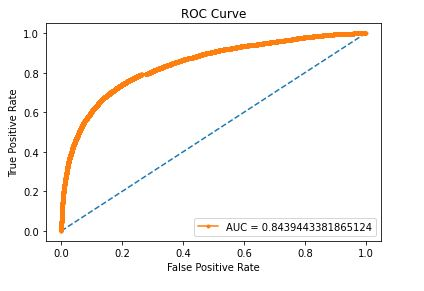 ROC Curve
True Positive Rate
1.0
0.8
0.6
0.4
0.2
0.0
AUC = 0.8439443381865124
0.0 0.2 0.4 0.6 0.8 1.0
False Positive Rate